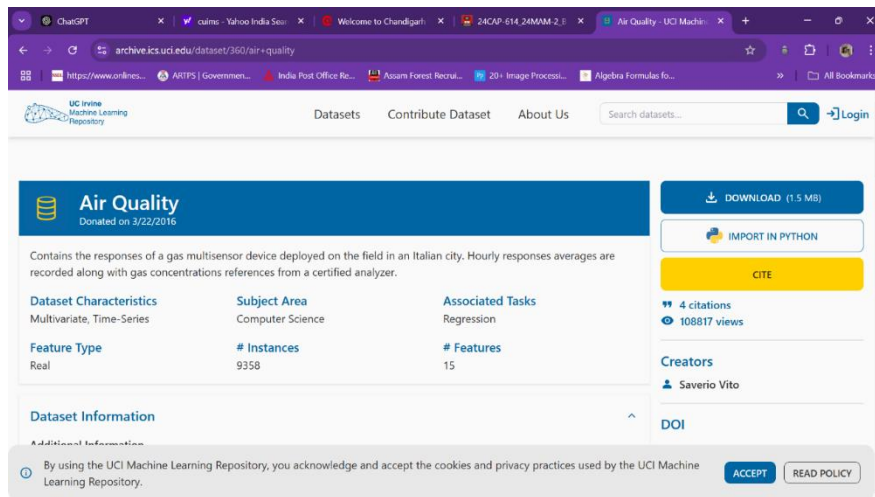 ChatGPT
cuims - Yahoo India Sear
Welcome to Chandigarh
24CAP-614_24MAM-2_B
Air Quality - UCI Machin
archive.ics.uci.edu/dataset/360/air+quality
https://www.onlines...
ARTPS | Governmen...
India Post Office Re...
Assam Forest Recrui...
20+ Image Processi...
Algebra Formulas fo...
»
All Bookmarks
UC Irvine
Machine Learning
Repository
Datasets
Contribute Dataset
About Us
Search datasets...
Login
Air Quality
Donated on 3/22/2016
Contains the responses of a gas multisensor device deployed on the field in an Italian city. Hourly responses averages are
recorded along with gas concentrations references from a certified analyzer.
Dataset Characteristics
Multivariate, Time-Series
Subject Area
Computer Science
Associated Tasks
Regression
Feature Type
Real
# Instances
9358
# Features
15
Dataset Information
Additional Information
DOWNLOAD (1.5 MB)
IMPORT IN PYTHON
CITE
4 citations
108817 views
Creators
Saverio Vito
DOI
By using the UCI Machine Learning Repository, you acknowledge and accept the cookies and privacy practices used by the UCI Machine
Learning Repository.
ACCEPT
READ POLICY